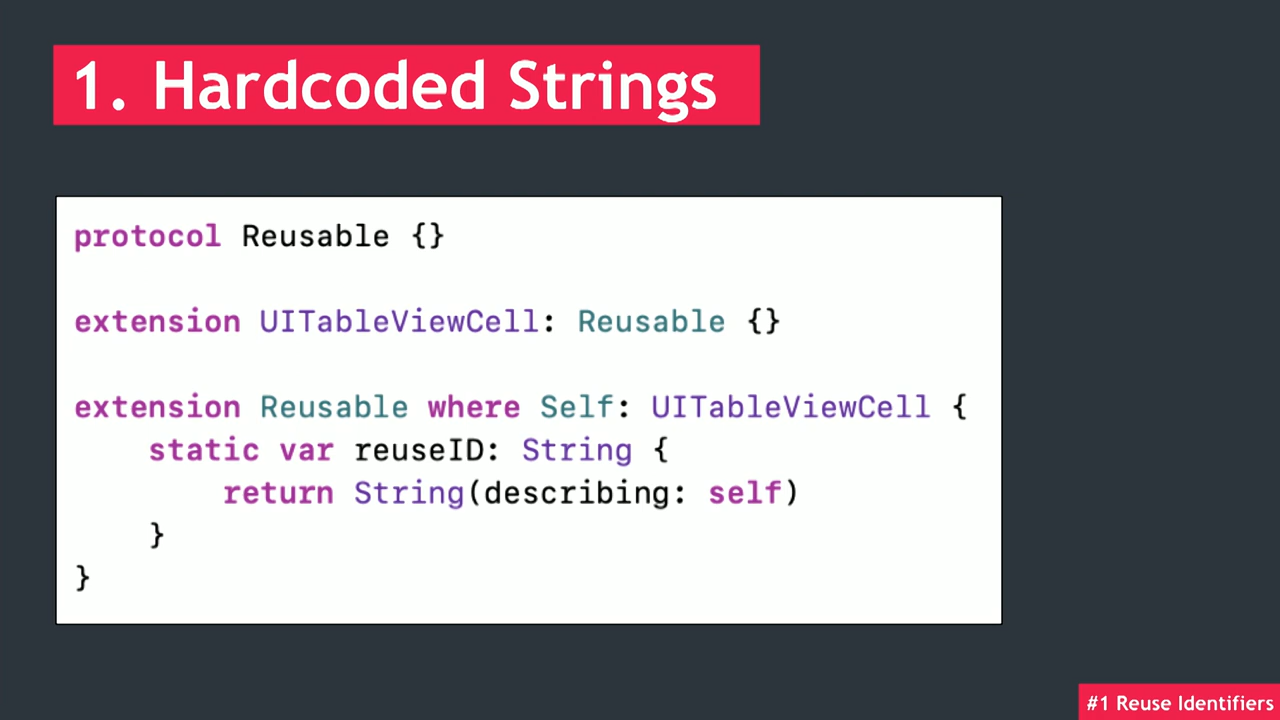 1. Hardcoded Strings
protocol Reusable {}
extension UITableViewCell: Reusable {}
extension Reusable where Self: UITableViewCell {
    static var reuseID: String {
        return String(describing: self)
    }
}
#1 Reuse Identifiers